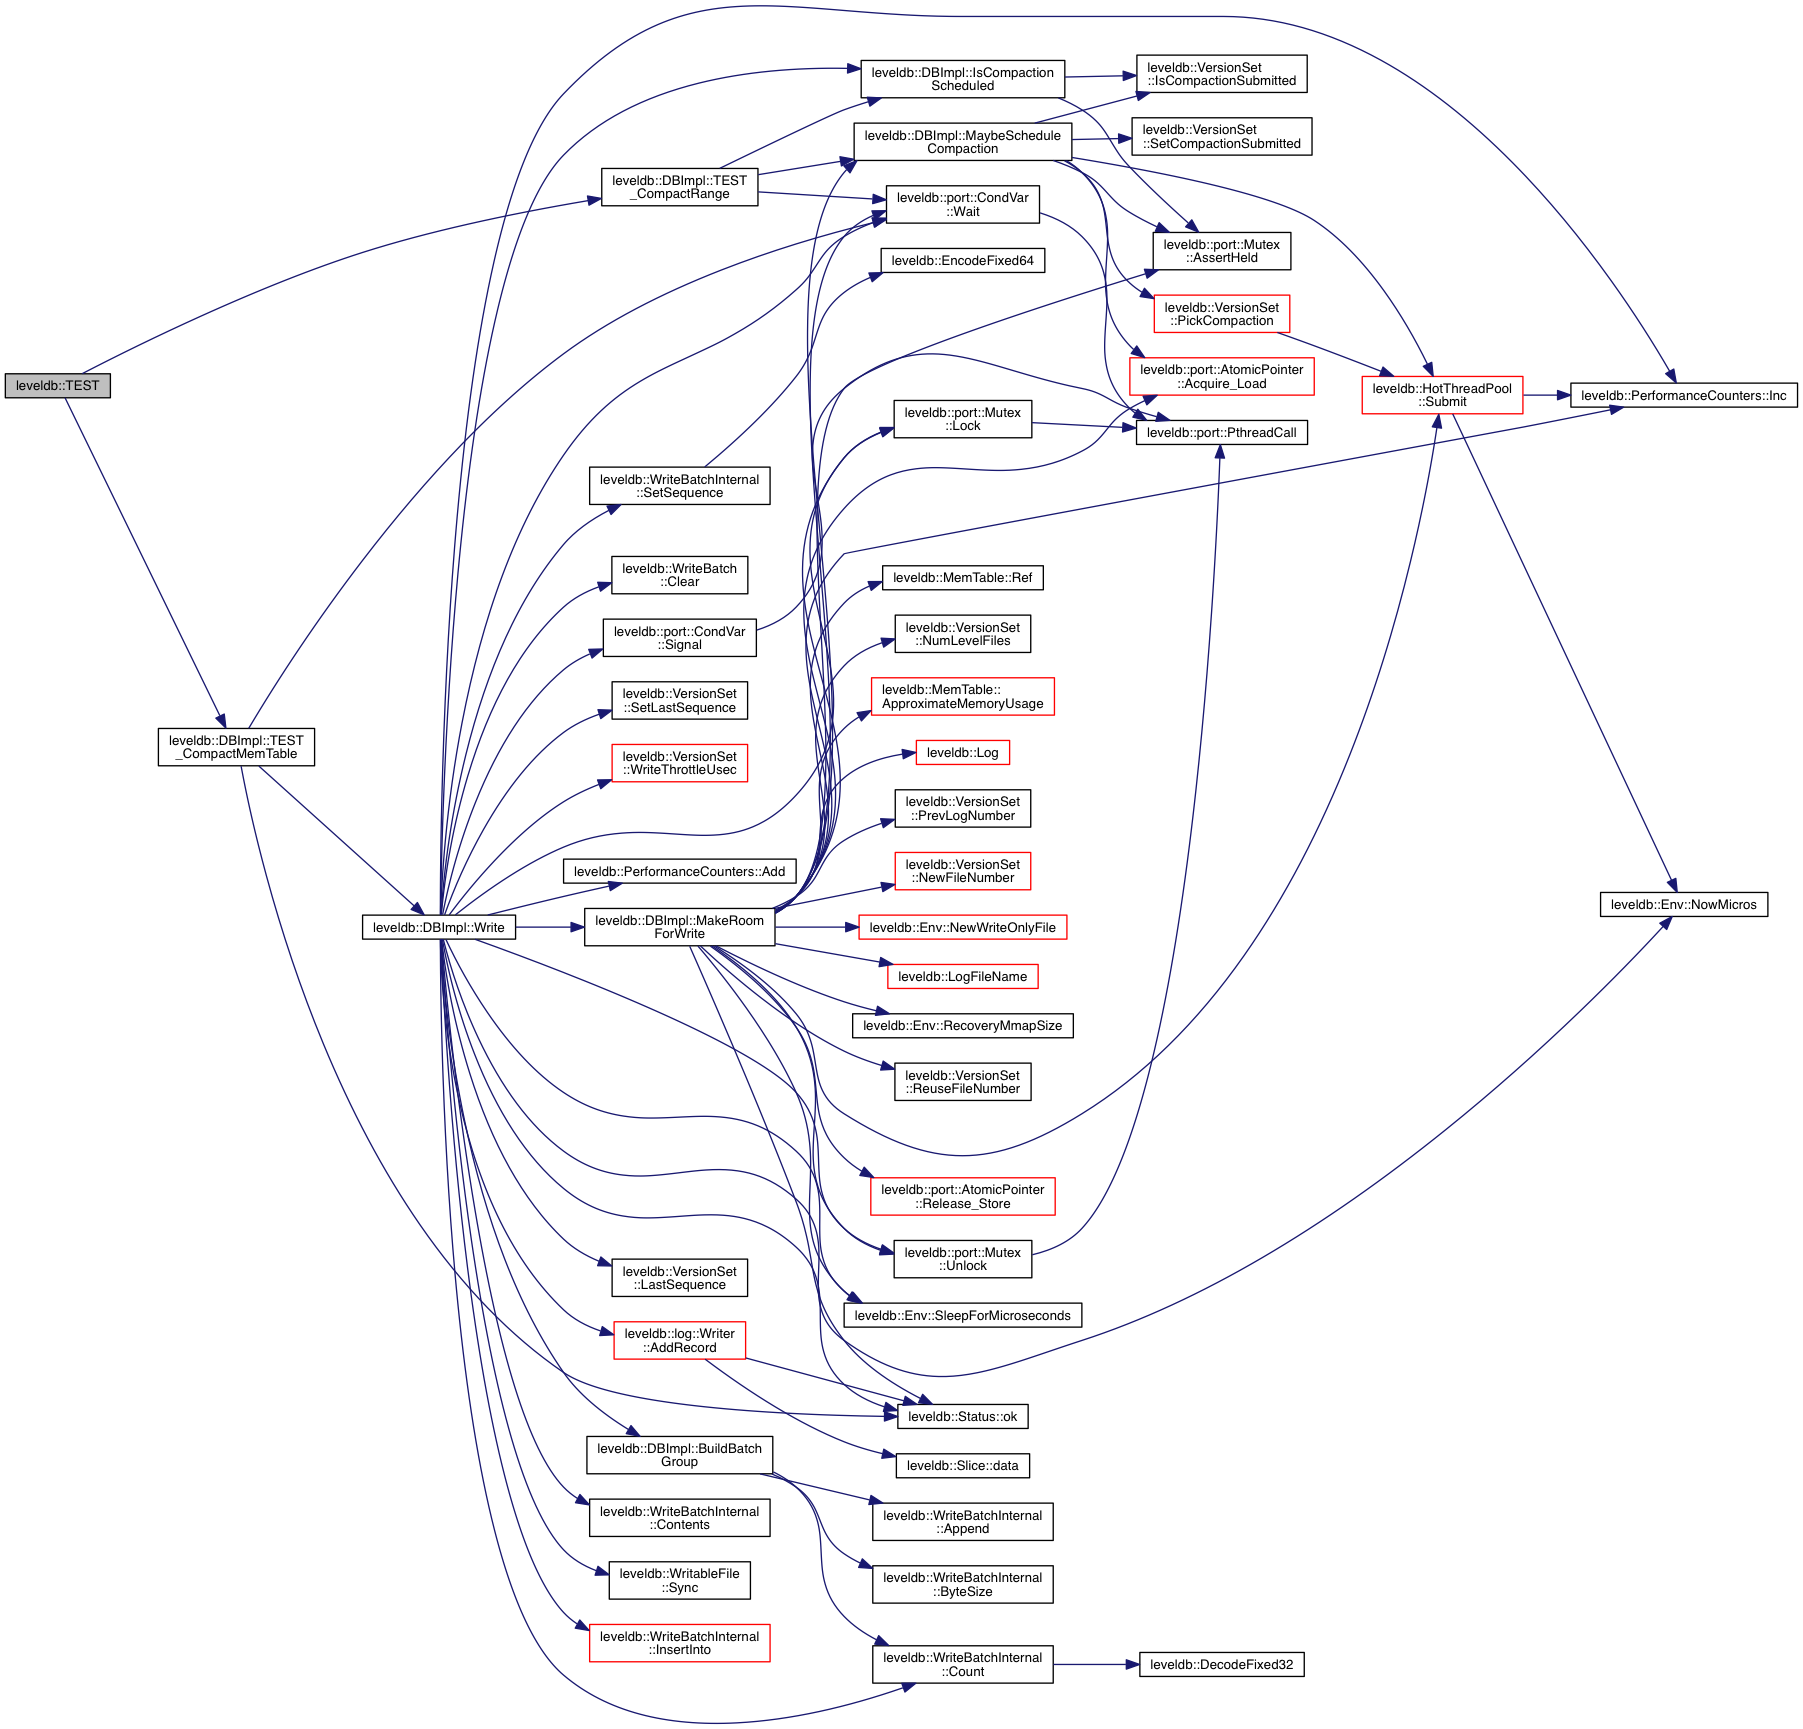 leveldb::TEST
leveldb::DBImpl::TEST
_CompactRange
leveldb::DBImpl::TEST
_CompactMemTable
leveldb::DBImpl::Write
leveldb::DBImpl::IsCompaction
Scheduled
leveldb::DBImpl::MaybeSchedule
Compaction
leveldb::port::CondVar
::Wait
leveldb::EncodeFixed64
leveldb::VersionSet
::IsCompactionSubmitted
leveldb::VersionSet
::SetCompactionSubmitted
leveldb::port::Mutex
::AssertHeld
leveldb::VersionSet
::PickCompaction
leveldb::port::AtomicPointer
::Acquire_Load
leveldb::port::Mutex
::Lock
leveldb::port::PthreadCall
leveldb::HotThreadPool
::Submit
leveldb::PerformanceCounters::Inc
leveldb::Env::NowMicros
leveldb::WriteBatchInternal
::SetSequence
leveldb::WriteBatch
::Clear
leveldb::port::CondVar
::Signal
leveldb::VersionSet
::SetLastSequence
leveldb::VersionSet
::WriteThrottleUsec
leveldb::PerformanceCounters::Add
leveldb::DBImpl::MakeRoom
ForWrite
leveldb::MemTable::Ref
leveldb::VersionSet
::NumLevelFiles
leveldb::MemTable::
ApproximateMemoryUsage
leveldb::Log
leveldb::VersionSet
::PrevLogNumber
leveldb::VersionSet
::NewFileNumber
leveldb::Env::NewWriteOnlyFile
leveldb::LogFileName
leveldb::Env::RecoveryMmapSize
leveldb::VersionSet
::ReuseFileNumber
leveldb::port::AtomicPointer
::Release_Store
leveldb::port::Mutex
::Unlock
leveldb::Env::SleepForMicroseconds
leveldb::VersionSet
::LastSequence
leveldb::log::Writer
::AddRecord
leveldb::Status::ok
leveldb::Slice::data
leveldb::DBImpl::BuildBatch
Group
leveldb::WriteBatchInternal
::Contents
leveldb::WritableFile
::Sync
leveldb::WriteBatchInternal
::InsertInto
leveldb::WriteBatchInternal
::Append
leveldb::WriteBatchInternal
::ByteSize
leveldb::WriteBatchInternal
::Count
leveldb::DecodeFixed32